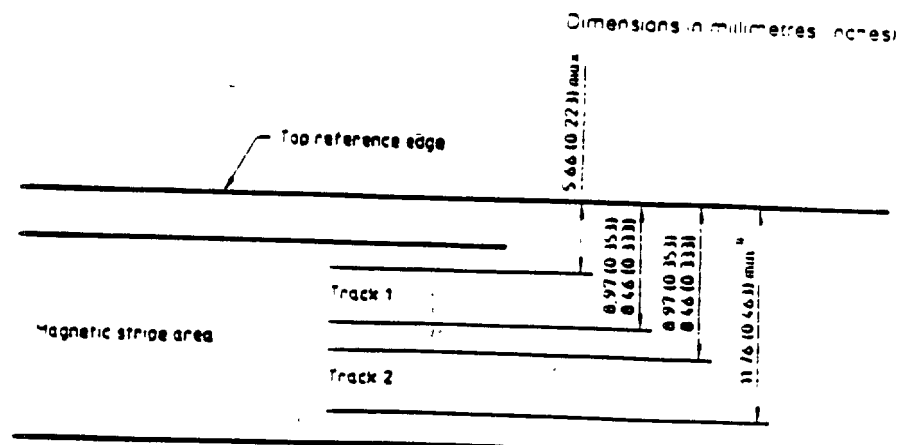 Dimensions in millimetres (inches)
5.66 (0.223) max
Top reference edge
8.97 (0.353)
8.46 (0.333)
8.97 (0.353)
8.46 (0.333)
11.76 (0.463) min
Track 1
Magnetic stripe area
Track 2